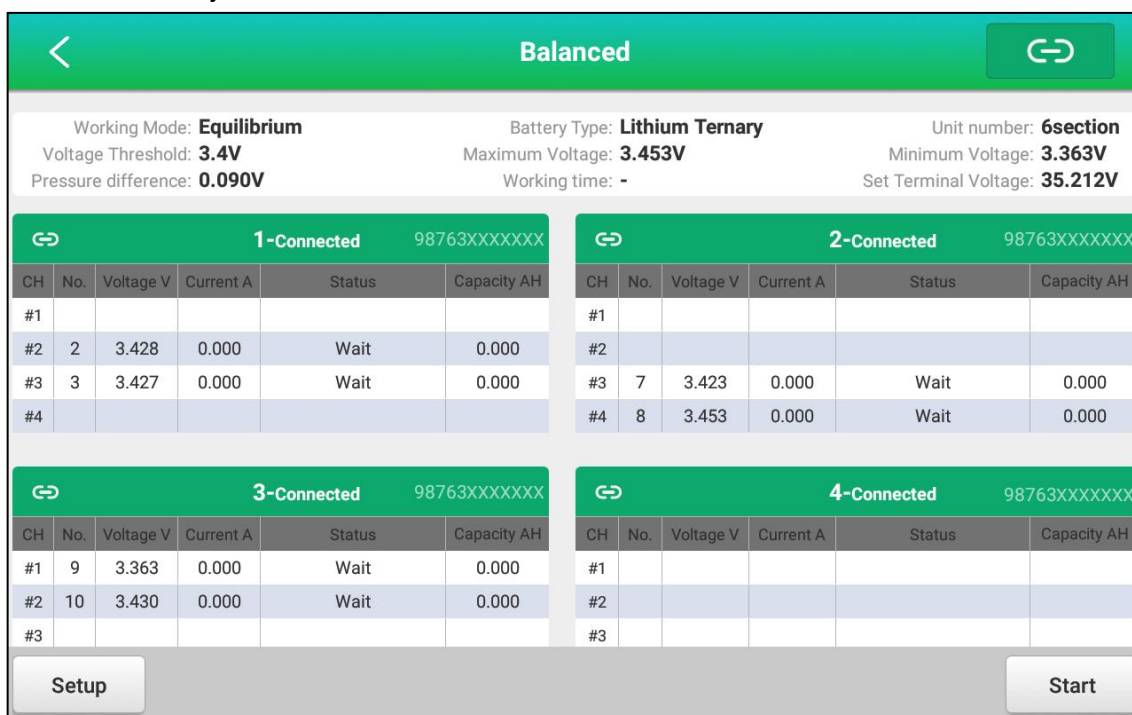 Balanced
Working Mode: Equilibrium Battery Type: Lithium Ternary Unit number: 6section
Voltage Threshold: 3.4V Maximum Voltage: 3.453V Minimum Voltage: 3.363V
Pressure difference: 0.090V Working time: - Set Terminal Voltage: 35.212V
1-Connected 98763XXXXXXX
CH No. Voltage V Current A Status Capacity AH
#1
#2 2 3.428 0.000 Wait 0.000
#3 3 3.427 0.000 Wait 0.000
#4
2-Connected 98763XXXXXXX
CH No. Voltage V Current A Status Capacity AH
#1
#2
#3 7 3.423 0.000 Wait 0.000
#4 8 3.453 0.000 Wait 0.000
3-Connected 98763XXXXXXX
CH No. Voltage V Current A Status Capacity AH
#1 9 3.363 0.000 Wait 0.000
#2 10 3.430 0.000 Wait 0.000
#3
4-Connected 98763XXXXXXX
CH No. Voltage V Current A Status Capacity AH
#1
#2
#3
Setup Start